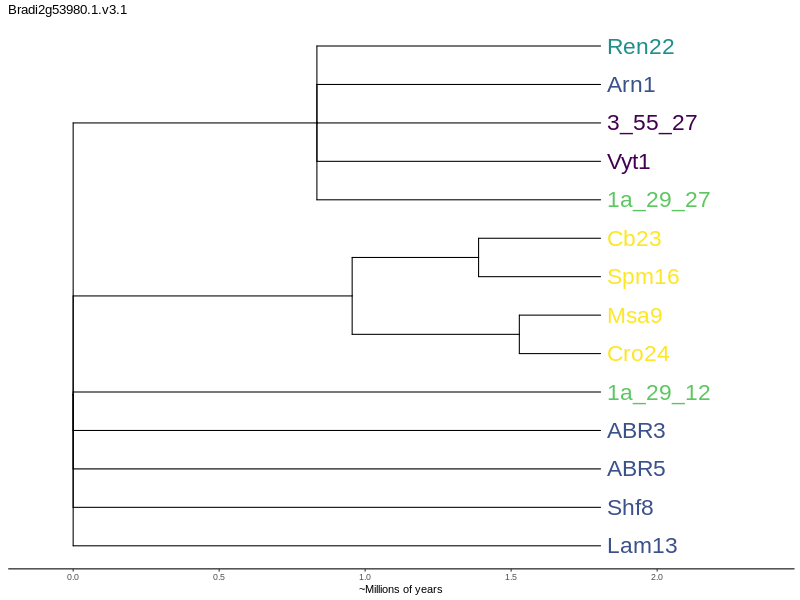 Bradi2g53980.1.v3.1
Ren22
Arn1
3_55_27
Vyt1
1a_29_27
Cb23
Spm16
Msa9
Cro24
1a_29_12
ABR3
ABR5
Shf8
Lam13
0.0 0.5 1.0 1.5 2.0
~Millions of years